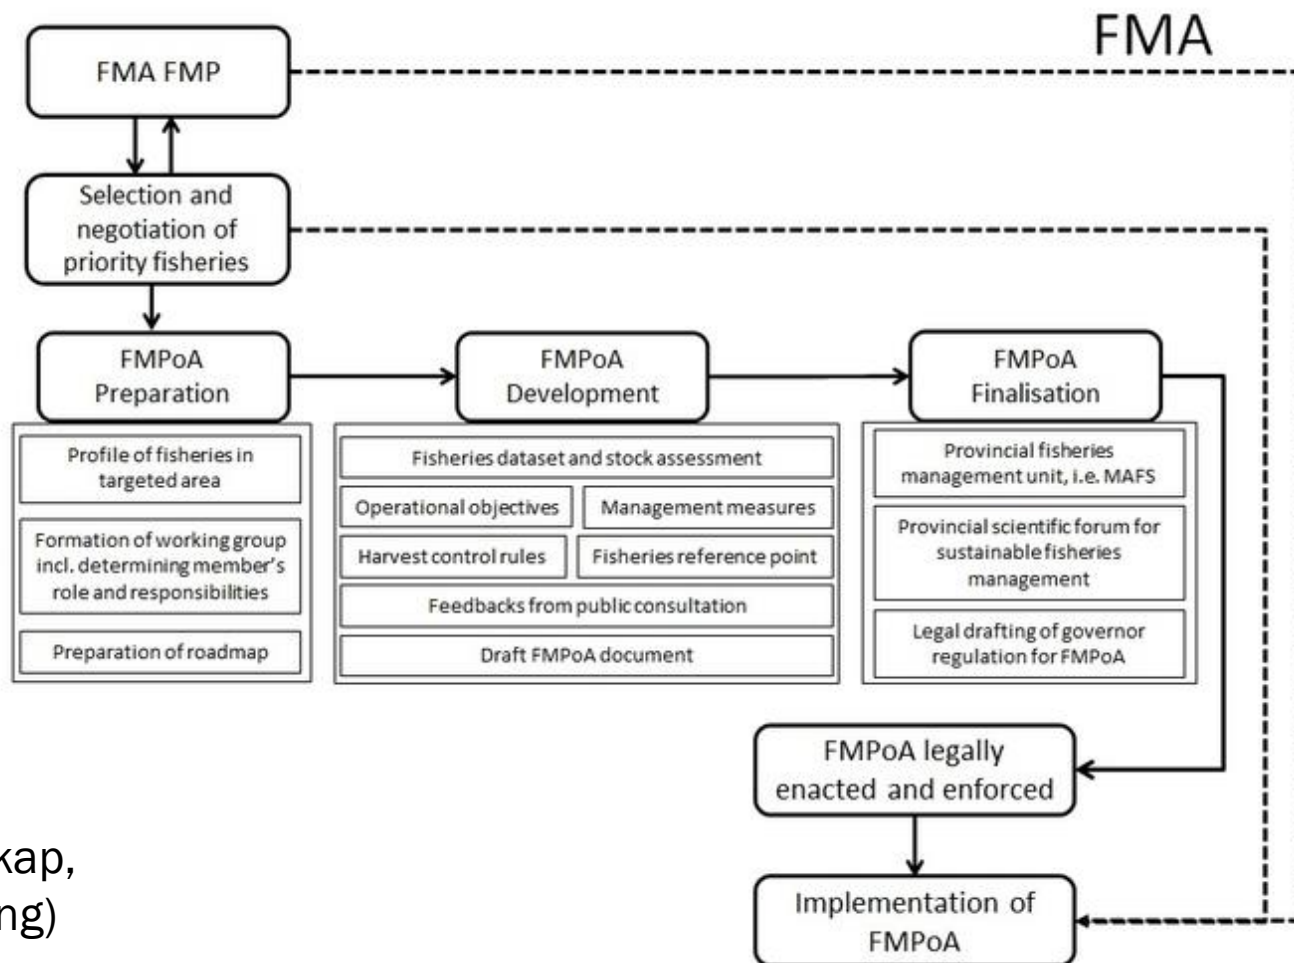 FMA
FMA FMP
Selection and
negotiation of
priority fisheries
FMPoA
Preparation
Profile of fisheries in
targeted area
Formation of working group
incl. determining member's
role and responsibilities
Preparation of roadmap
FMPoA
Development
Fisheries dataset and stock assessment
Operational objectives
Management measures
Harvest control rules
Fisheries reference point
Feedbacks from public consultation
Draft FMPoA document
FMPoA
Finalisation
Provincial fisheries
management unit, i.e. MAFS
Provincial scientific forum for
sustainable fisheries
management
Legal drafting of governor
regulation for FMPoA
FMPoA legally
enacted and enforced
Implementation of
FMPoA
kap,
ng)